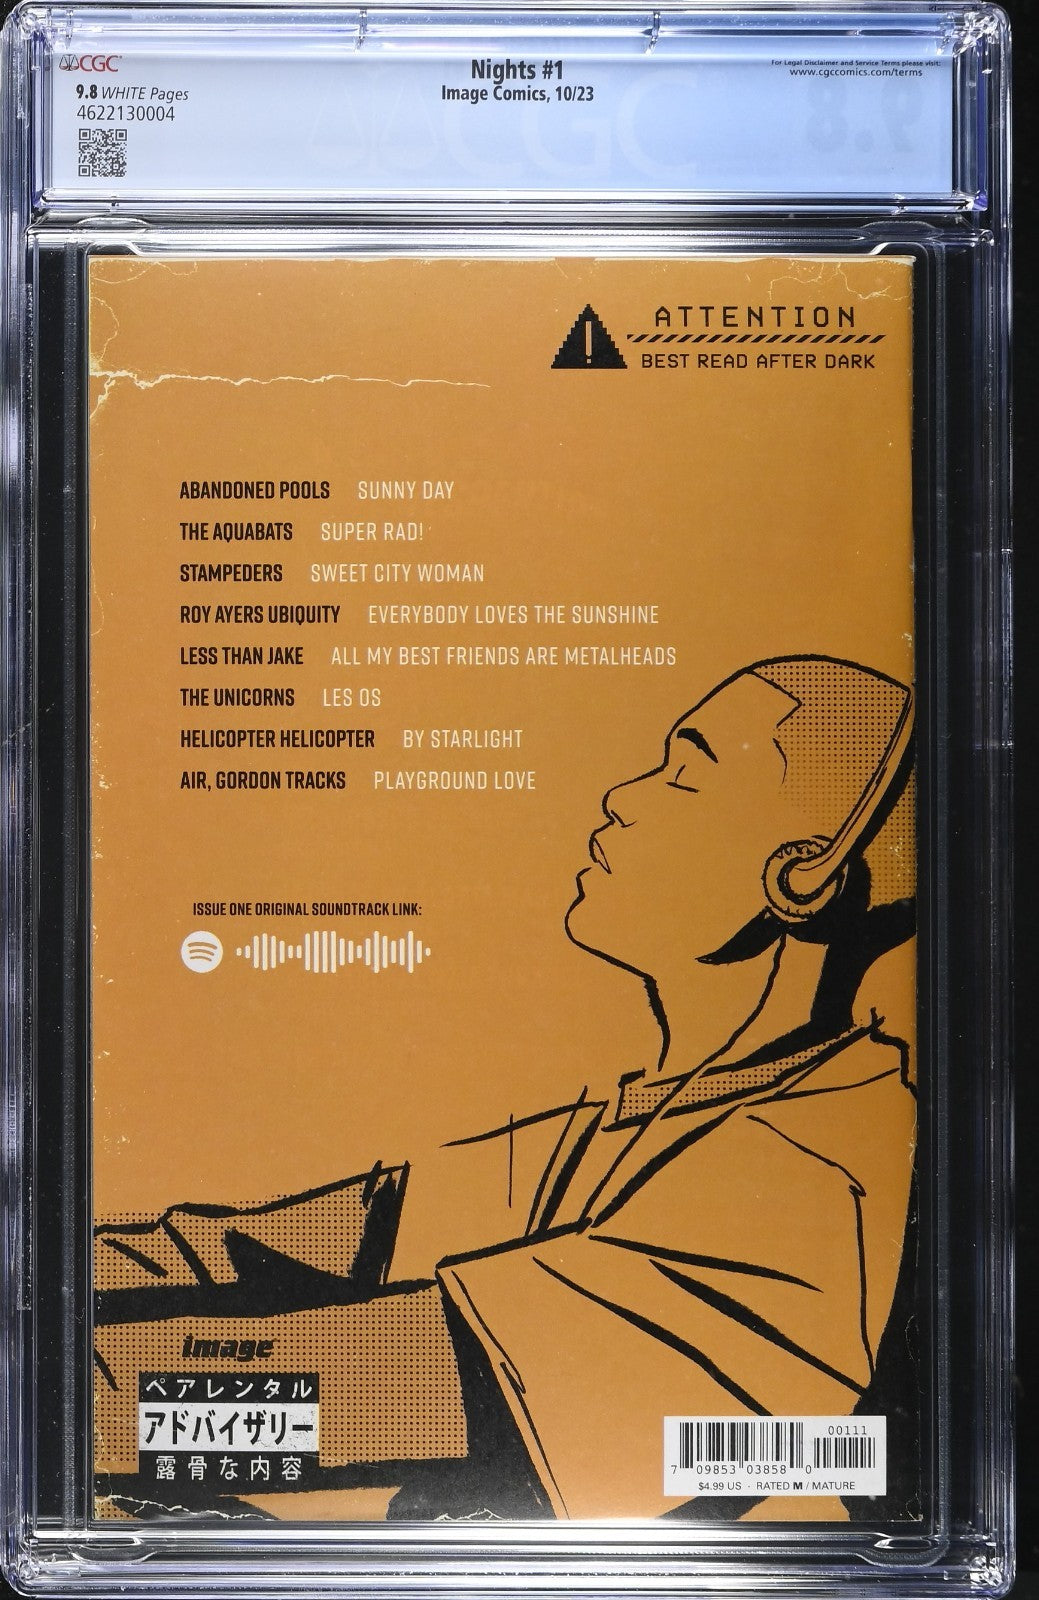 CGC
9.8 WHITE Pages
4622130004
Nights #1
Image Comics, 10/23
For Legal Disclaimer and Service Terms please visit:
www.cgccomics.com/terms
ATTENTION
BEST READ AFTER DARK
ABANDONED POOLS SUNNY DAY
THE AQUABATS SUPER RAD!
STAMPEDERS SWEET CITY WOMAN
ROY AYERS UBIQUITY EVERYBODY LOVES THE SUNSHINE
LESS THAN JAKE ALL MY BEST FRIENDS ARE METALHEADS
THE UNICORNS LES OS
HELICOPTER HELICOPTER BY STARLIGHT
AIR, GORDON TRACKS PLAYGROUND LOVE
ISSUE ONE ORIGINAL SOUNDTRACK LINK:
image
ペアレンタル
アドバイザリー
露骨な内容
00111
7 09853 03858 0
$4.99 US · RATED M / MATURE